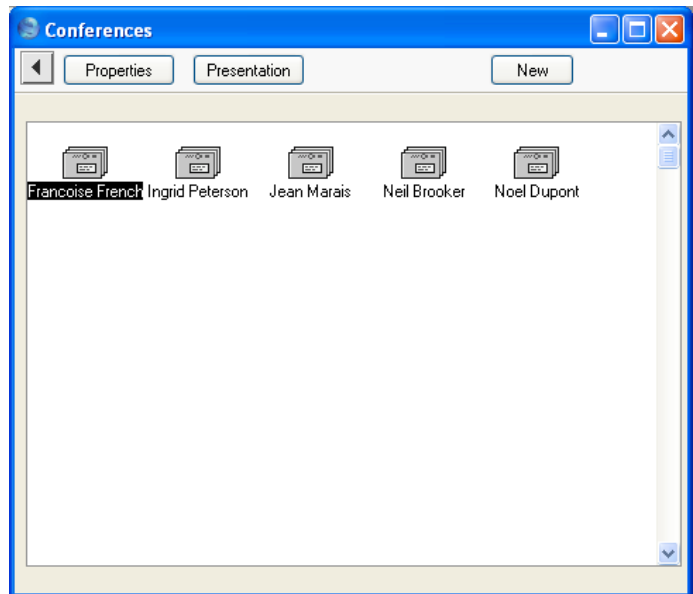 Conferences
Properties Presentation New
Francoise French Ingrid Peterson Jean Marais Neil Brooker Noel Dupont